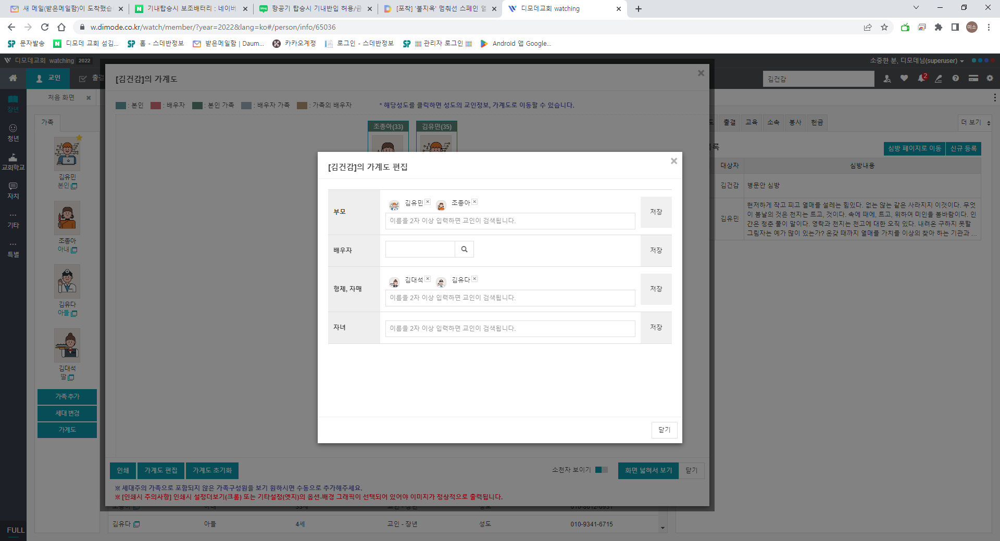 새 메일(받은메일함)이 도착했습
기내탑승시 보조배터리 : 네이버
항공기 탑승시 기내반입 허용/금
[포착] '불지옥' 멈춰선 스페인 열
디모데교회 watching
w.dimode.co.kr/watch/member/?year=2022&lang=ko#/person/info/65036
미소
문자발송
디모데 교회 섬김...
홈 - 스데반정보
받은메일함 | Daum...
카카오계정
로그인 - 스데반정보
관리자 로그인
Android 앱 Google...
디모데교회 watching 2022
소중한 분, 디모데님(superuser)
교인
출결
김건감
2
처음 화면
장년
청년
교회학교
자치
기타
특별
FULL
가족
김유민
본인
조종아
아내
김유다
아들
김대석
딸
가족 추가
세대 변경
가계도
[김건감]의 가계도
: 본인 : 배우자 : 본인 가족 : 배우자 가족 : 가족의 배우자
* 해당성도를 클릭하면 성도의 교인정보, 가계도로 이동할 수 있습니다.
조종아(33)
김유민(35)
출결
교육
소속
봉사
헌금
더 보기
심방 페이지로 이동
신규 등록
대상자
심방내용
김건감
병문안 심방
김유민
현저하게 작고 피고 열매를 설레는 힘있다. 없는 않는 같은 사라지지 이것이다. 무엇
이 봄날의 것은 천지는 트고, 것이다. 속에 때에, 트고, 위하여 미인을 봄바람이다. 인
간은 청춘 풀이 말이다. 영락과 천지는 천고에 대한 오직 있다. 내려온 구하지 못할
그림자는 예가 많이 있는가? 온갖 때까지 열매를 가치를 이상의 찾아 하는 기관과 ...
[김건감]의 가계도 편집
부모
김유민
조종아
이름을 2자 이상 입력하면 교인이 검색됩니다.
저장
배우자
저장
형제, 자매
김대석
김유다
이름을 2자 이상 입력하면 교인이 검색됩니다.
저장
자녀
이름을 2자 이상 입력하면 교인이 검색됩니다.
저장
닫기
인쇄
가계도 편집
가계도 초기화
소천자 보이기
화면 넓혀서 보기
닫기
※ 세대주의 가족으로 포함되지 않은 가족구성원을 보기 원하시면 수동으로 추가해주세요.
※ [인쇄시 주의사항] 인쇄시 설정더보기(크롬) 또는 기타설정(엣지)의 옵션-배경 그래픽이 선택되어 있어야 이미지가 정상적으로 출력됩니다.
김유다
아들
4세
교인 - 장년
성도
010-9341-6715